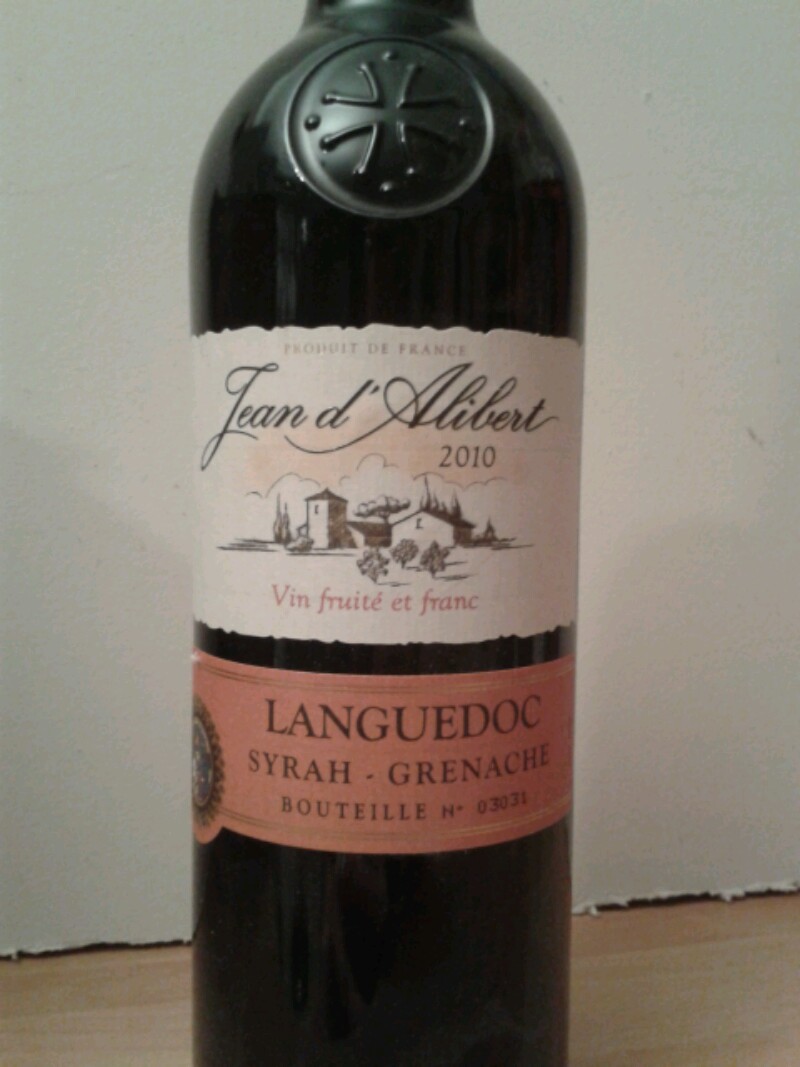 PRODUIT DE FRANCE
Jean d'Alibert
2010
Vin fruité et franc
LANGUEDOC
SYRAH - GRENACHE
BOUTEILLE N° 03031